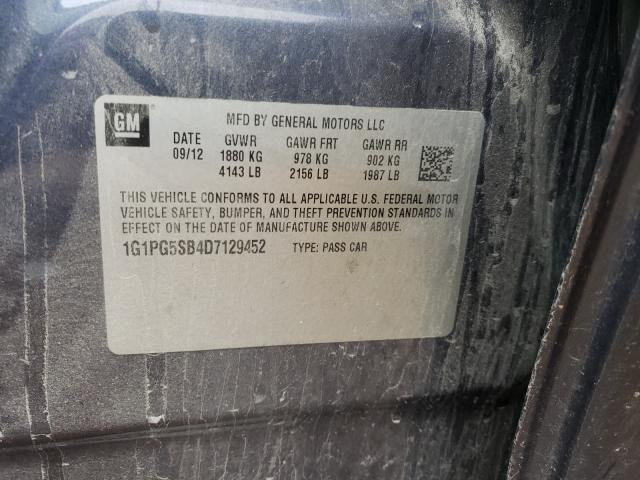 GM
MFD BY GENERAL MOTORS LLC
DATE GVWR GAWR FRT GAWR RR
09/12 1880 KG 978 KG 902 KG
4143 LB 2156 LB 1987 LB
THIS VEHICLE CONFORMS TO ALL APPLICABLE U.S. FEDERAL MOTOR
VEHICLE SAFETY, BUMPER, AND THEFT PREVENTION STANDARDS IN
EFFECT ON THE DATE OF MANUFACTURE SHOWN ABOVE.
1G1PG5SB4D7129452 TYPE: PASS CAR